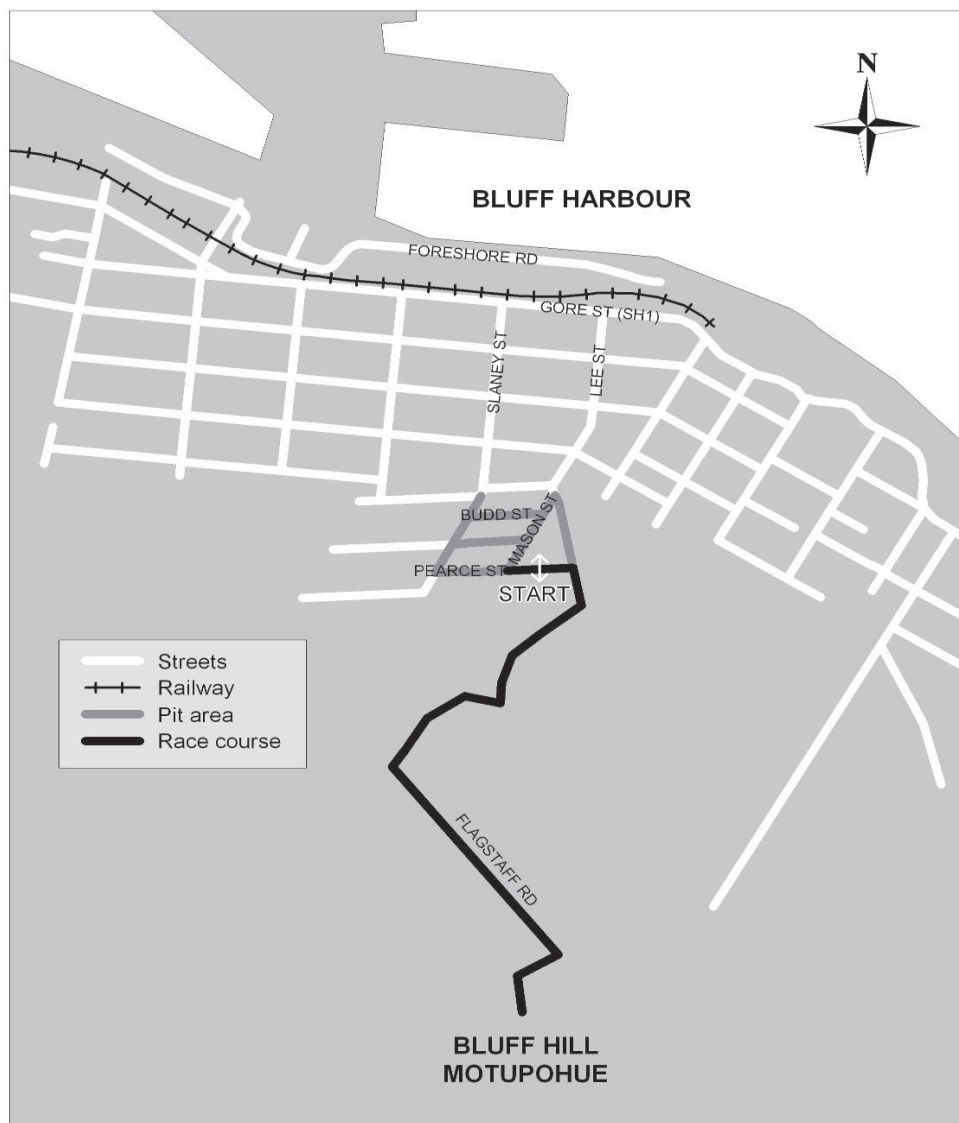 N
BLUFF HARBOUR
FORESHORE RD
GORE ST (SH1)
SLANEY ST
LEE ST
BUDD ST
MASON ST
PEARCE ST
START
Streets
Railway
Pit area
Race course
FLAGSTAFF RD
BLUFF HILL
MOTUPOHUE